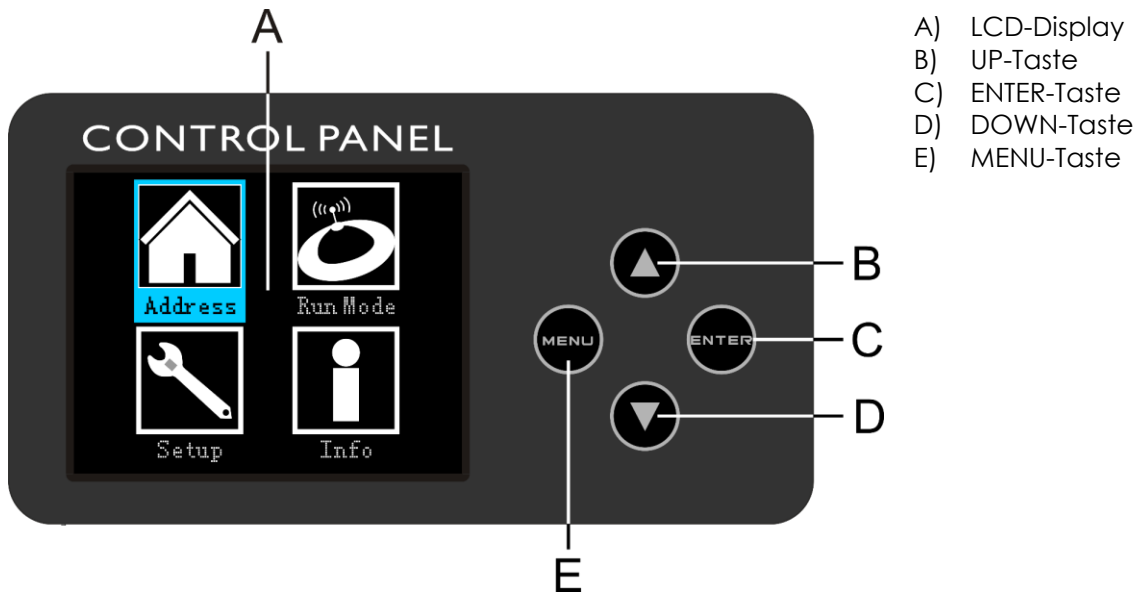 A
A) LCD-Display
B) UP-Taste
C) ENTER-Taste
D) DOWN-Taste
E) MENU-Taste
CONTROL PANEL
Address
Run Mode
Setup
Info
B
MENU
ENTER
C
D
E